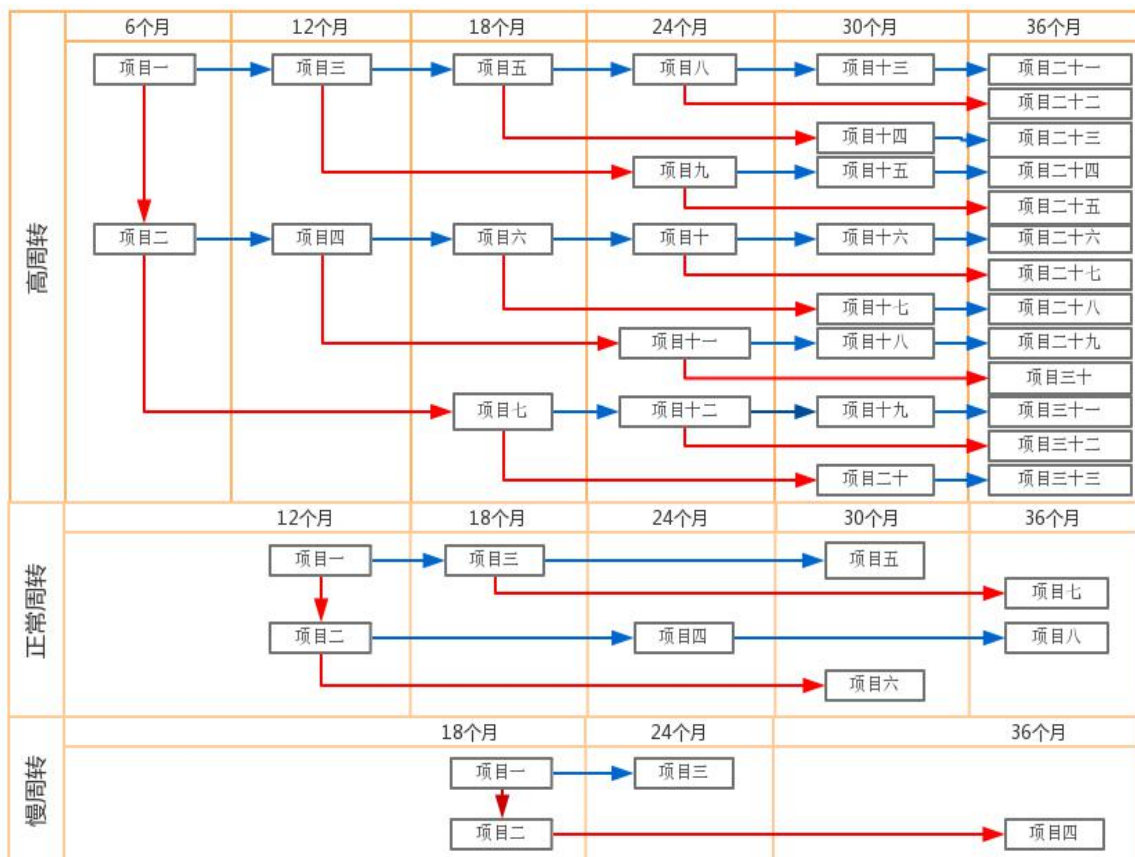 6个月 12个月 18个月 24个月 30个月 36个月
项目一 项目三 项目五 项目八 项目十三 项目二十一
项目二十二
项目十四 项目二十三
项目九 项目十五 项目二十四
项目二十五
项目二 项目四 项目六 项目十 项目十六 项目二十六
高周转
项目二十七
项目十七 项目二十八
项目十一 项目十八 项目二十九
项目三十
项目七 项目十二 项目十九 项目三十一
项目三十二
项目二十 项目三十三
12个月 18个月 24个月 30个月 36个月
项目一 项目三 项目五
正常周转
项目七
项目二 项目四 项目八
项目六
18个月 24个月 36个月
项目一 项目三
慢周转
项目二 项目四